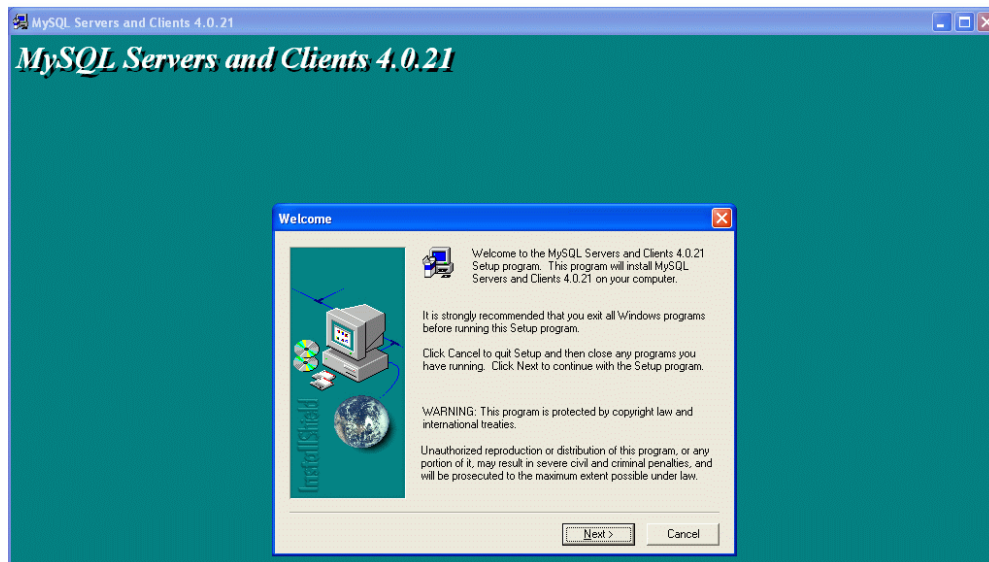 MySQL Servers and Clients 4.0.21
MySQL Servers and Clients 4.0.21
Welcome
Welcome to the MySQL Servers and Clients 4.0.21
Setup program. This program will install MySQL
Servers and Clients 4.0.21 on your computer.
It is strongly recommended that you exit all Windows programs
before running this Setup program.
Click Cancel to quit Setup and then close any programs you
have running. Click Next to continue with the Setup program.
WARNING: This program is protected by copyright law and
international treaties.
Unauthorized reproduction or distribution of this program, or any
portion of it, may result in severe civil and criminal penalties, and
will be prosecuted to the maximum extent possible under law.
InstallShield
Next >
Cancel